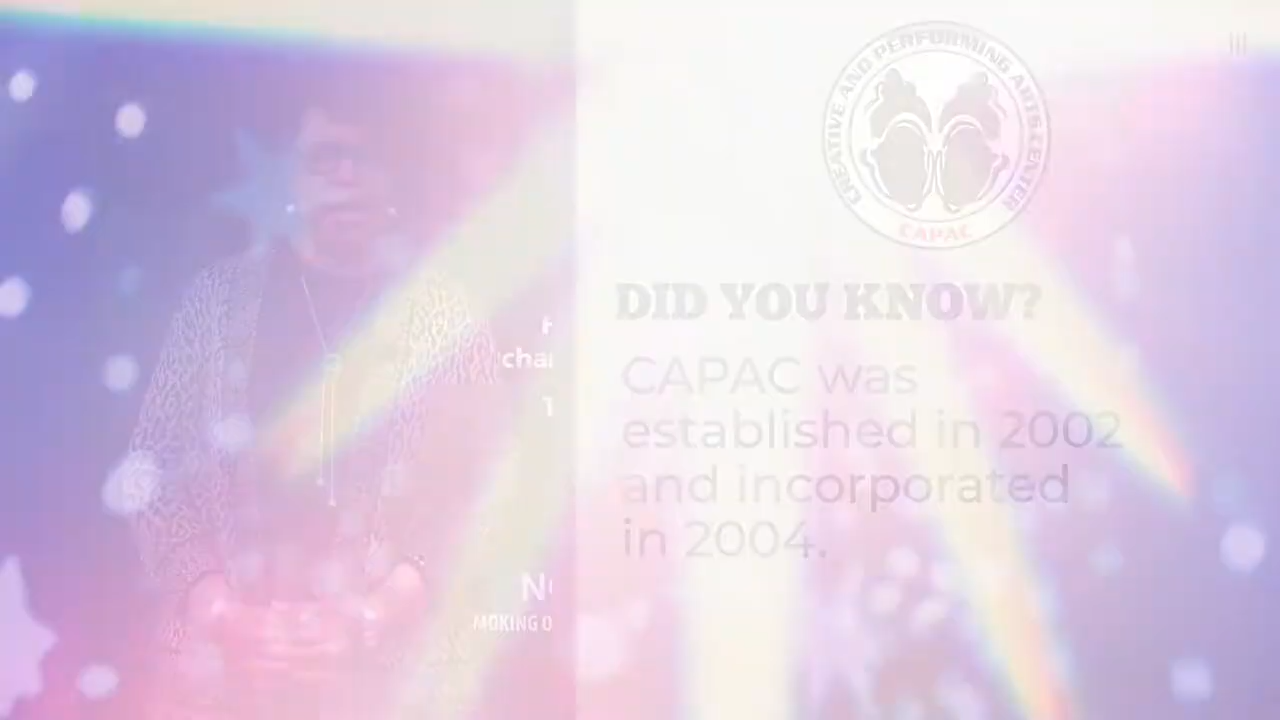 CREATIVE AND PERFORMING ARTS CENTER
CAPAC
DID YOU KNOW?
CAPAC was
established in 2002
and incorporated
in 2004.